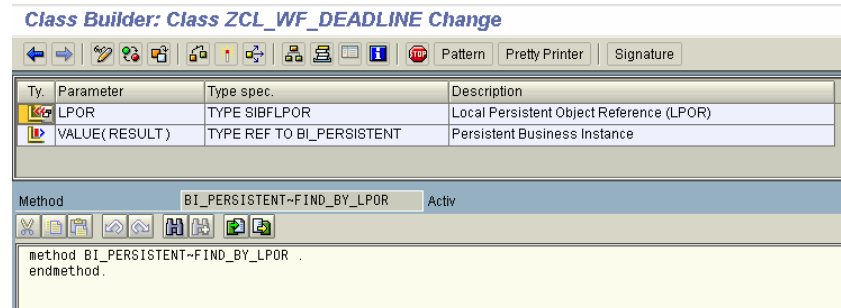 Class Builder: Class ZCL_WF_DEADLINE Change
Pattern Pretty Printer Signature
Ty. Parameter Type spec. Description
LPOR TYPE SIBFLPOR Local Persistent Object Reference (LPOR)
VALUE( RESULT ) TYPE REF TO BI_PERSISTENT Persistent Business Instance
Method BI_PERSISTENT~FIND_BY_LPOR Activ
method BI_PERSISTENT~FIND_BY_LPOR .
endmethod.